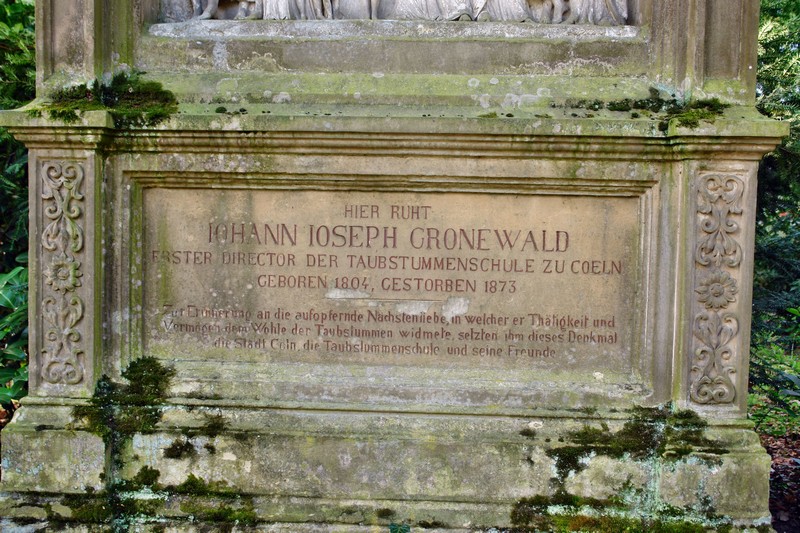 HIER RUHT
IOHANN IOSEPH GRONEWALD
ERSTER DIRECTOR DER TAUBSTUMMENSCHULE ZU COELN
GEBOREN 1804, GESTORBEN 1873
Zur Erinnerung an die aufopfernde Nächstenliebe, in welcher er Thätigkeit und
Vermögen dem Wohle der Taubstummen widmete, setzten ihm dieses Denkmal
die Stadt Cöln, die Taubstummenschule und seine Freunde